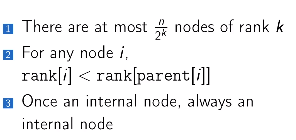 1 There are at most n/2^k nodes of rank k
2 For any node i,
rank[i] < rank[parent[i]]
3 Once an internal node, always an
internal node